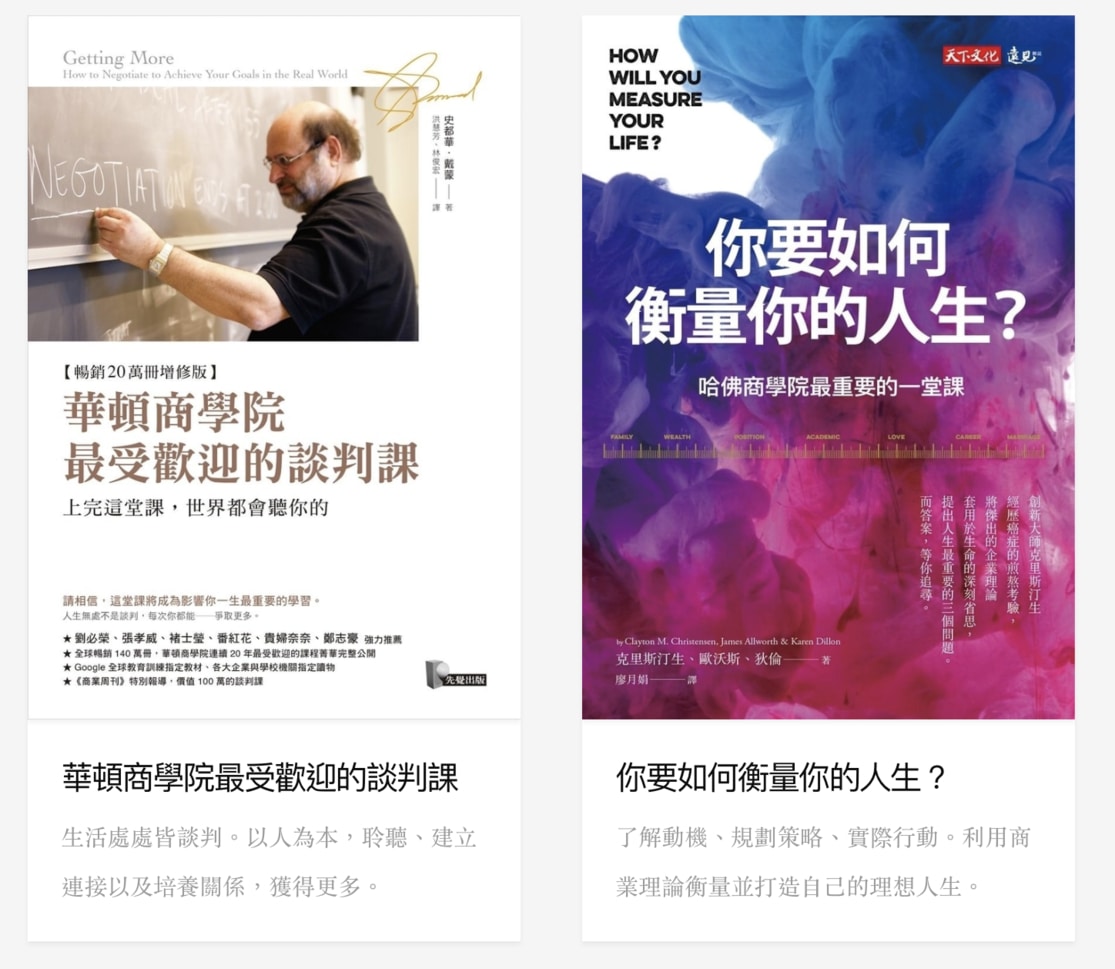 Getting More
How to Negotiate to Achieve Your Goals in the Real World
NEGOTIATION
史都華・戴蒙——著
洪慧芳、林俊宏——譯
【暢銷20萬冊增修版】
華頓商學院
最受歡迎的談判課
上完這堂課，世界都會聽你的
請相信，這堂課將成為影響你一生最重要的學習。
人生無處不是談判，每次你都能——爭取更多。
★ 劉必榮、張孝威、褚士瑩、番紅花、貴婦奈奈、鄭志豪 強力推薦
★ 全球暢銷 140 萬冊，華頓商學院連續 20 年最受歡迎的課程菁華完整公開
★ Google 全球教育訓練指定教材、各大企業與學校機關指定讀物
★《商業周刊》特別報導，價值 100 萬的談判課
先覺出版
華頓商學院最受歡迎的談判課
生活處處皆談判。以人為本，聆聽、建立
連接以及培養關係，獲得更多。
HOW
WILL YOU
MEASURE
YOUR
LIFE?
天下文化 遠見
你要如何
衡量你的人生？
哈佛商學院最重要的一堂課
FAMILY WEALTH POSITION ACADEMIC LOVE CAREER MARRIAGE
創新大師克里斯汀生
經歷癌症的煎熬考驗，
將傑出的企業理論
套用於生命的深刻省思，
提出人生最重要的三個問題。
而答案，等你追尋。
by Clayton M. Christensen, James Allworth & Karen Dillon
克里斯汀生、歐沃斯、狄倫——著
廖月娟——譯
你要如何衡量你的人生？
了解動機、規劃策略、實際行動。利用商
業理論衡量並打造自己的理想人生。